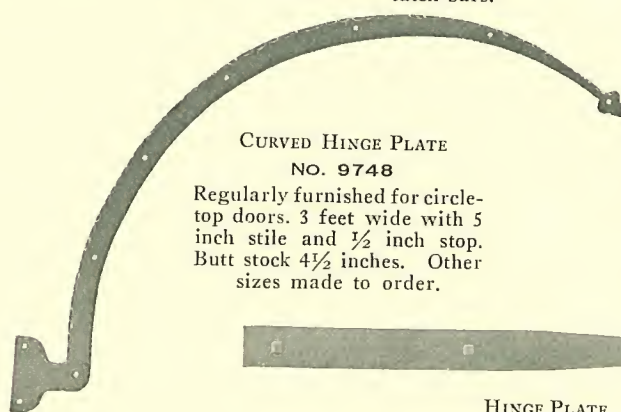 CURVED HINGE PLATE
NO. 9748
Regularly furnished for circle-
top doors. 3 feet wide with 5
inch stile and ½ inch stop.
Butt stock 4½ inches. Other
sizes made to order.
HINGE PLATE